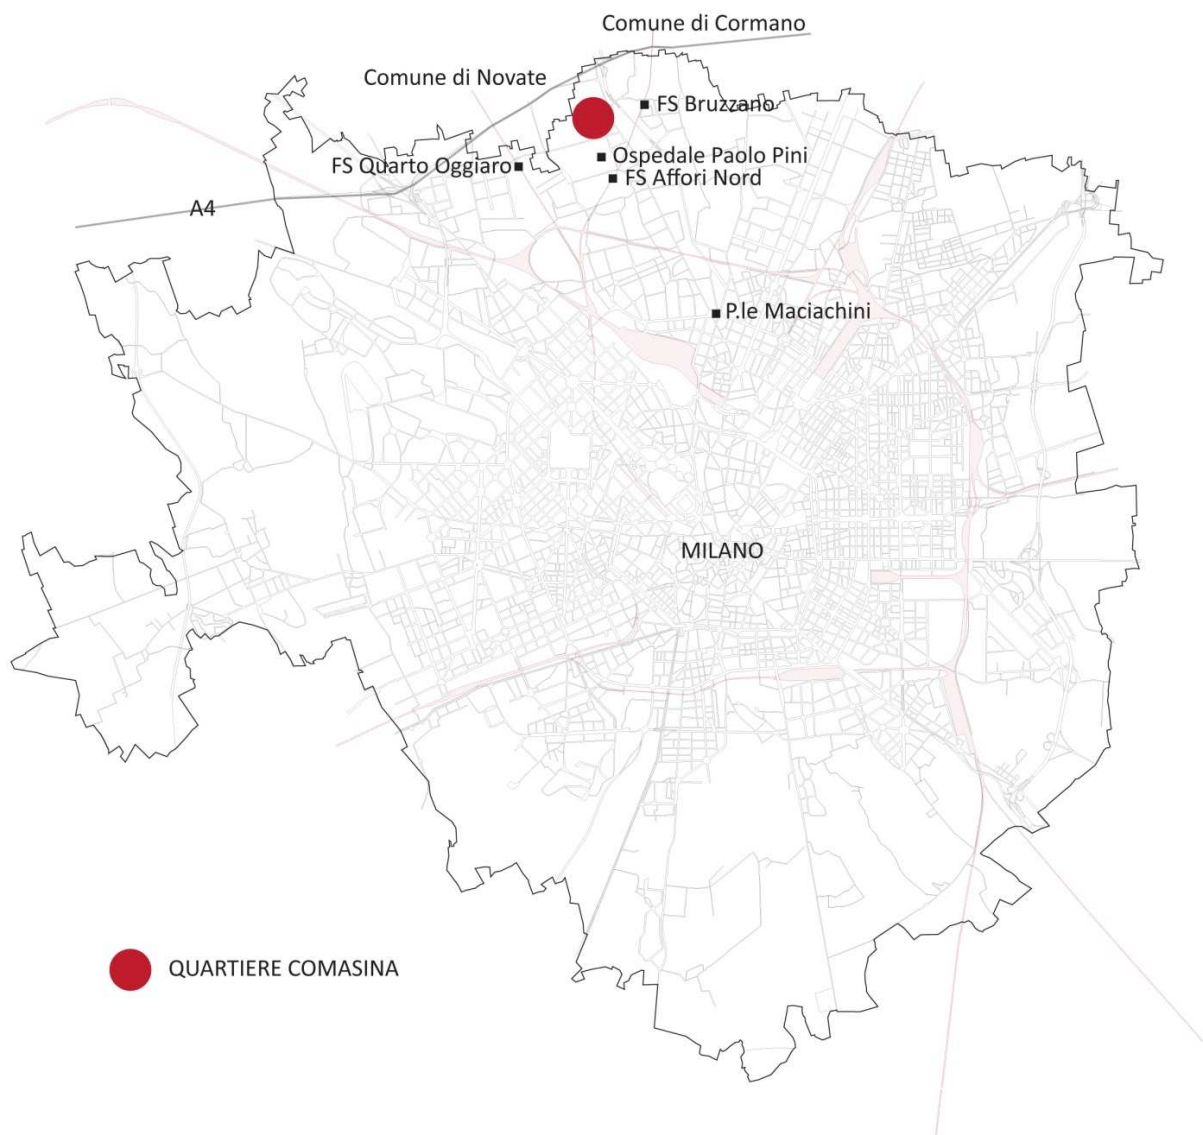 Comune di Cormano
Comune di Novate
FS Bruzzano
Ospedale Paolo Pini
FS Quarto Oggiaro
FS Affori Nord
A4
P.le Maciachini
MILANO
QUARTIERE COMASINA